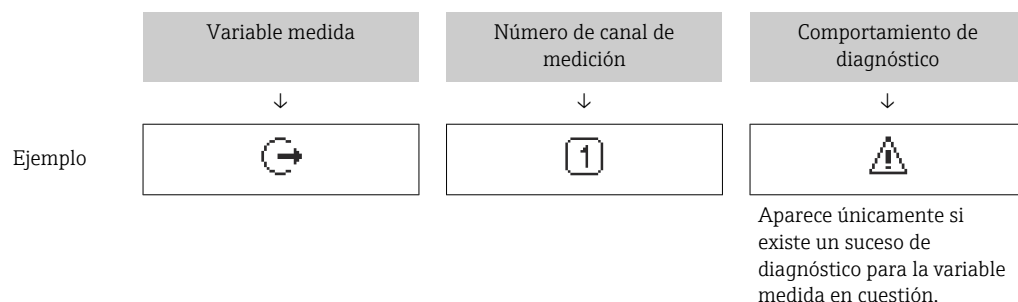 Variable medida
Número de canal de
medición
Comportamiento de
diagnóstico
↓ ↓ ↓
Ejemplo
1
Aparece únicamente si
existe un suceso de
diagnóstico para la variable
medida en cuestión.